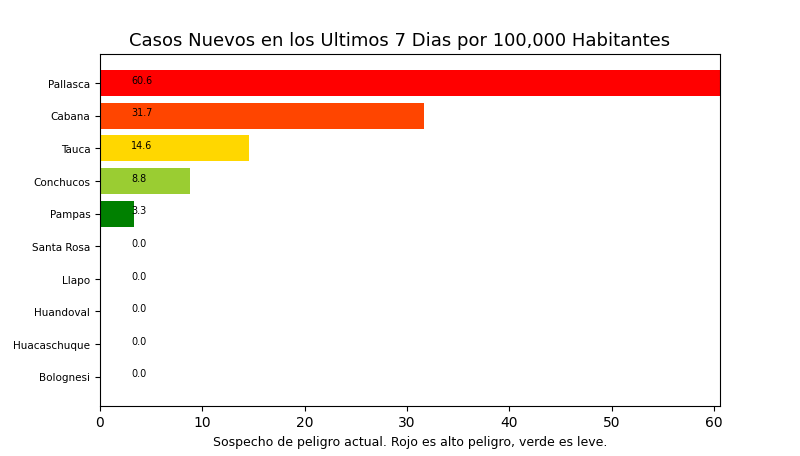 Casos Nuevos en los Ultimos 7 Dias por 100,000 Habitantes
Pallasca 60.6
Cabana 31.7
Tauca 14.6
Conchucos 8.8
Pampas 3.3
Santa Rosa 0.0
Llapo 0.0
Huandoval 0.0
Huacaschuque 0.0
Bolognesi 0.0
0 10 20 30 40 50 60
Sospecho de peligro actual. Rojo es alto peligro, verde es leve.